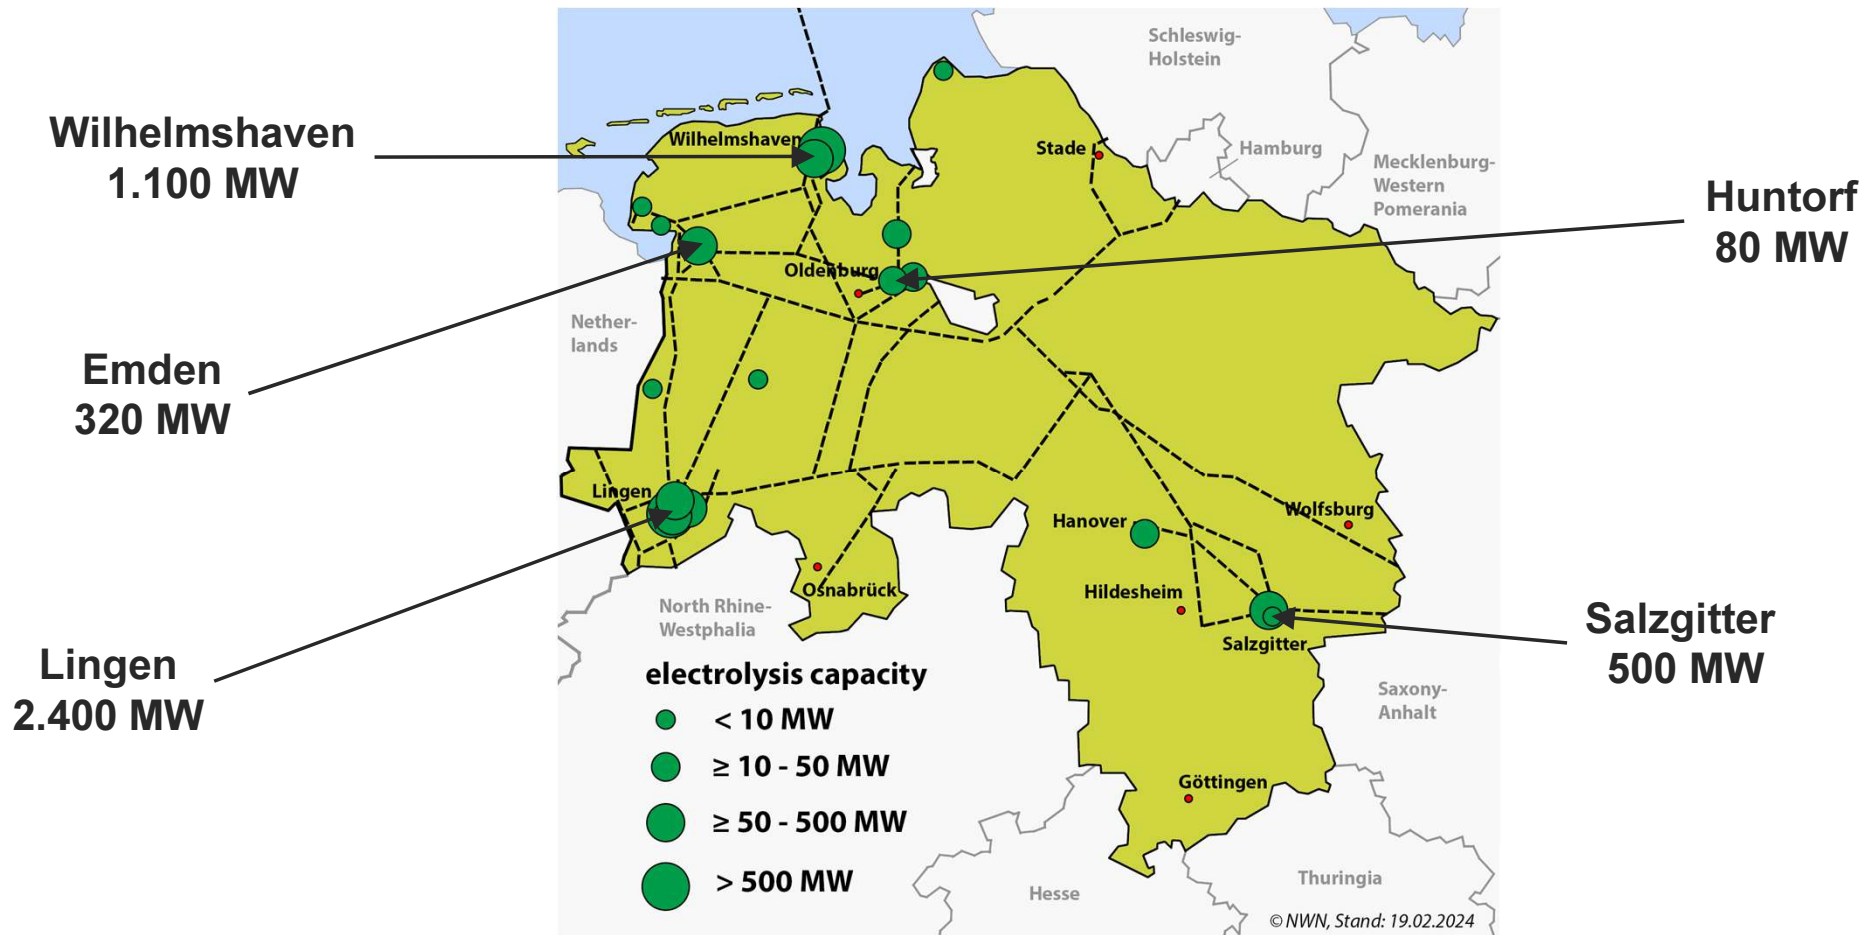 Wilhelmshaven
1.100 MW
Emden
320 MW
Lingen
2.400 MW
Schleswig-
Holstein
Hamburg
Mecklenburg-
Western
Pomerania
Wilhelmshaven
Stade
Oldenburg
Nether-
lands
Lingen
Hanover
Wolfsburg
Hildesheim
Osnabrück
Salzgitter
North Rhine-
Westphalia
Saxony-
Anhalt
Göttingen
Thuringia
Hesse
electrolysis capacity
< 10 MW
≥ 10 - 50 MW
≥ 50 - 500 MW
> 500 MW
© NWN, Stand: 19.02.2024
Huntorf
80 MW
Salzgitter
500 MW